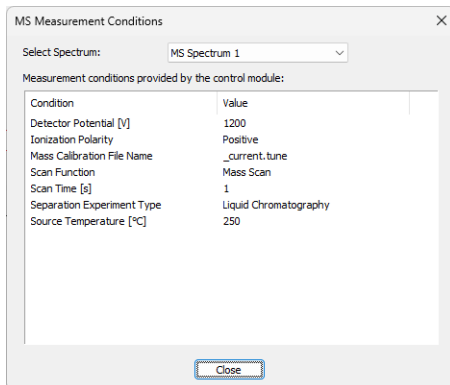 MS Measurement Conditions
Select Spectrum: MS Spectrum 1
Measurement conditions provided by the control module:
Condition Value
Detector Potential [V] 1200
Ionization Polarity Positive
Mass Calibration File Name _current.tune
Scan Function Mass Scan
Scan Time [s] 1
Separation Experiment Type Liquid Chromatography
Source Temperature [°C] 250
Close